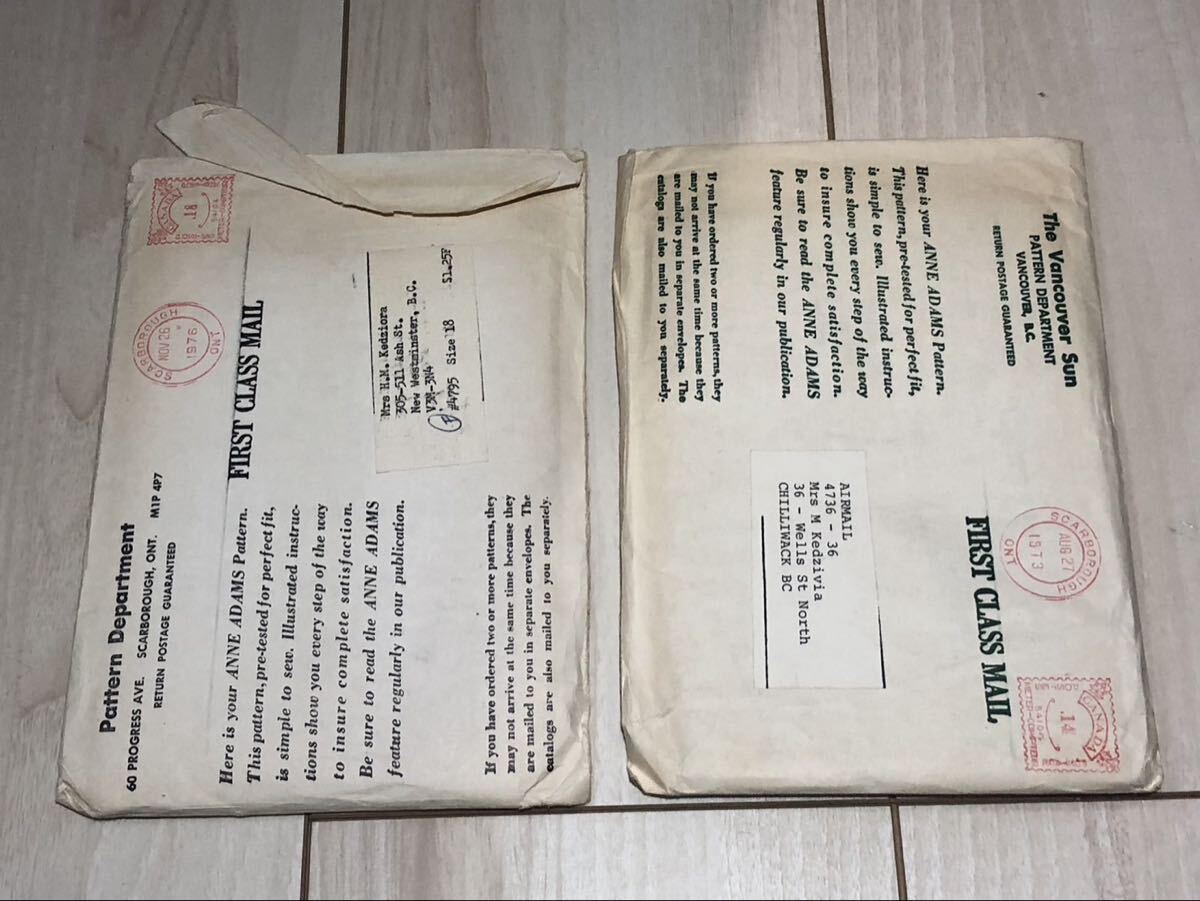 Pattern Department
60 PROGRESS AVE. SCARBOROUGH, ONT. M1P 4P7
RETURN POSTAGE GUARANTEED
SCARBOROUGH
NOV 26
1976
ONT
CANADA
.18
FIRST CLASS MAIL
Here is your ANNE ADAMS Pattern.
This pattern, pre-tested for perfect fit,
is simple to sew. Illustrated instruc-
tions show you every step of the way
to insure complete satisfaction.
Be sure to read the ANNE ADAMS
feature regularly in our publication.
Mrs H.M. Kedziora
305-511 Ash St.
New Westminster, B.C.
V3M-3N4
#4795 Size 18 $1.25P
If you have ordered two or more patterns, they
may not arrive at the same time because they
are mailed to you in separate envelopes. The
catalogs are also mailed to you separately.
The Vancouver Sun
PATTERN DEPARTMENT
VANCOUVER, B.C.
RETURN POSTAGE GUARANTEED
SCARBOROUGH
AUG 27
1973
ONT
CANADA
.14
FIRST CLASS MAIL
Here is your ANNE ADAMS Pattern.
This pattern, pre-tested for perfect fit,
is simple to sew. Illustrated instruc-
tions show you every step of the way
to insure complete satisfaction.
Be sure to read the ANNE ADAMS
feature regularly in our publication.
AIRMAIL
4736 - 36
Mrs M Kedzivia
36 - Wells St North
CHILLIWACK BC
If you have ordered two or more patterns, they
may not arrive at the same time because they
are mailed to you in separate envelopes. The
catalogs are also mailed to you separately.